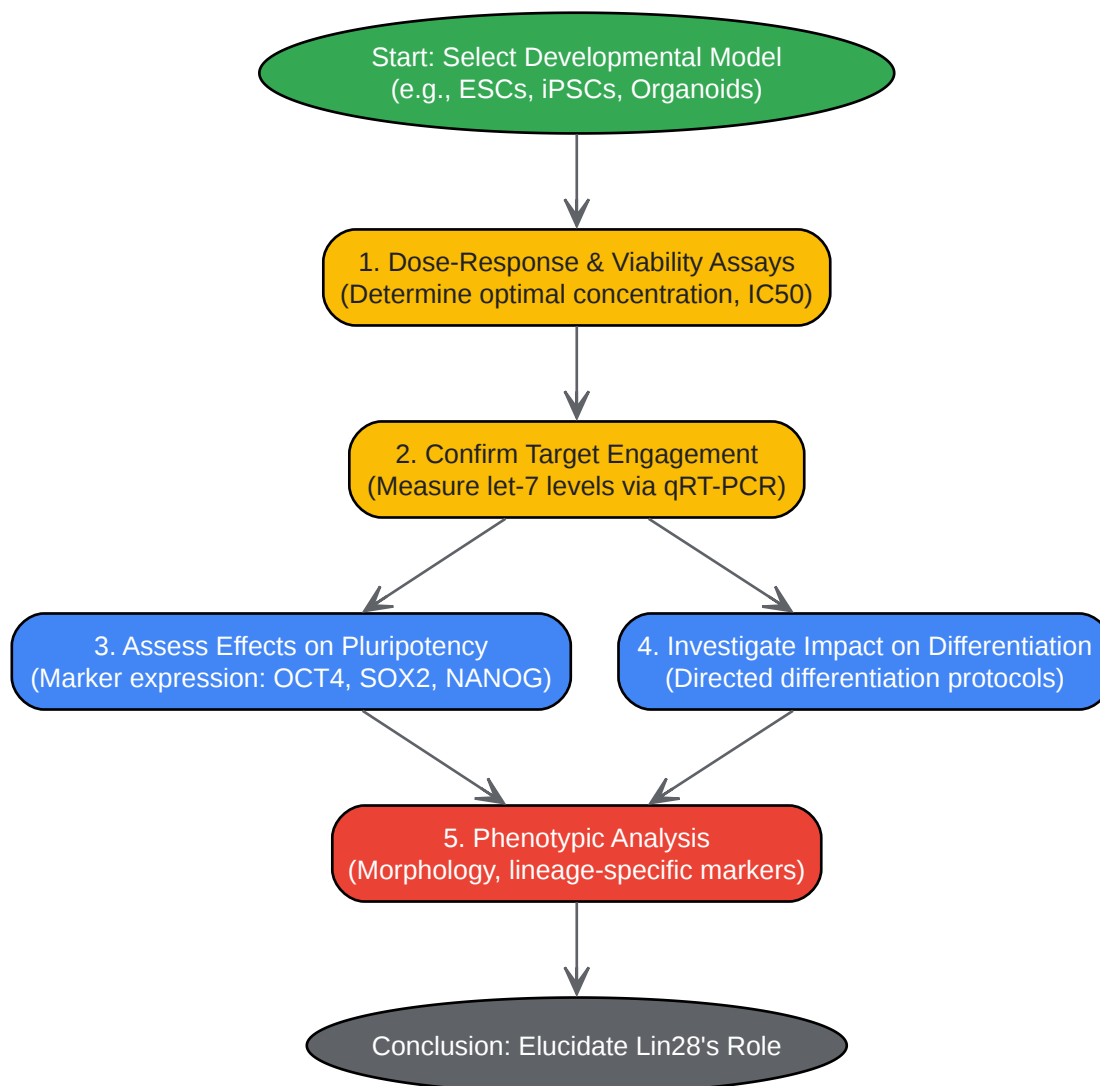 Start: Select Developmental Model
(e.g., ESCs, iPSCs, Organoids)
1. Dose-Response & Viability Assays
(Determine optimal concentration, IC50)
2. Confirm Target Engagement
(Measure let-7 levels via qRT-PCR)
3. Assess Effects on Pluripotency
(Marker expression: OCT4, SOX2, NANOG)
4. Investigate Impact on Differentiation
(Directed differentiation protocols)
5. Phenotypic Analysis
(Morphology, lineage-specific markers)
Conclusion: Elucidate Lin28's Role